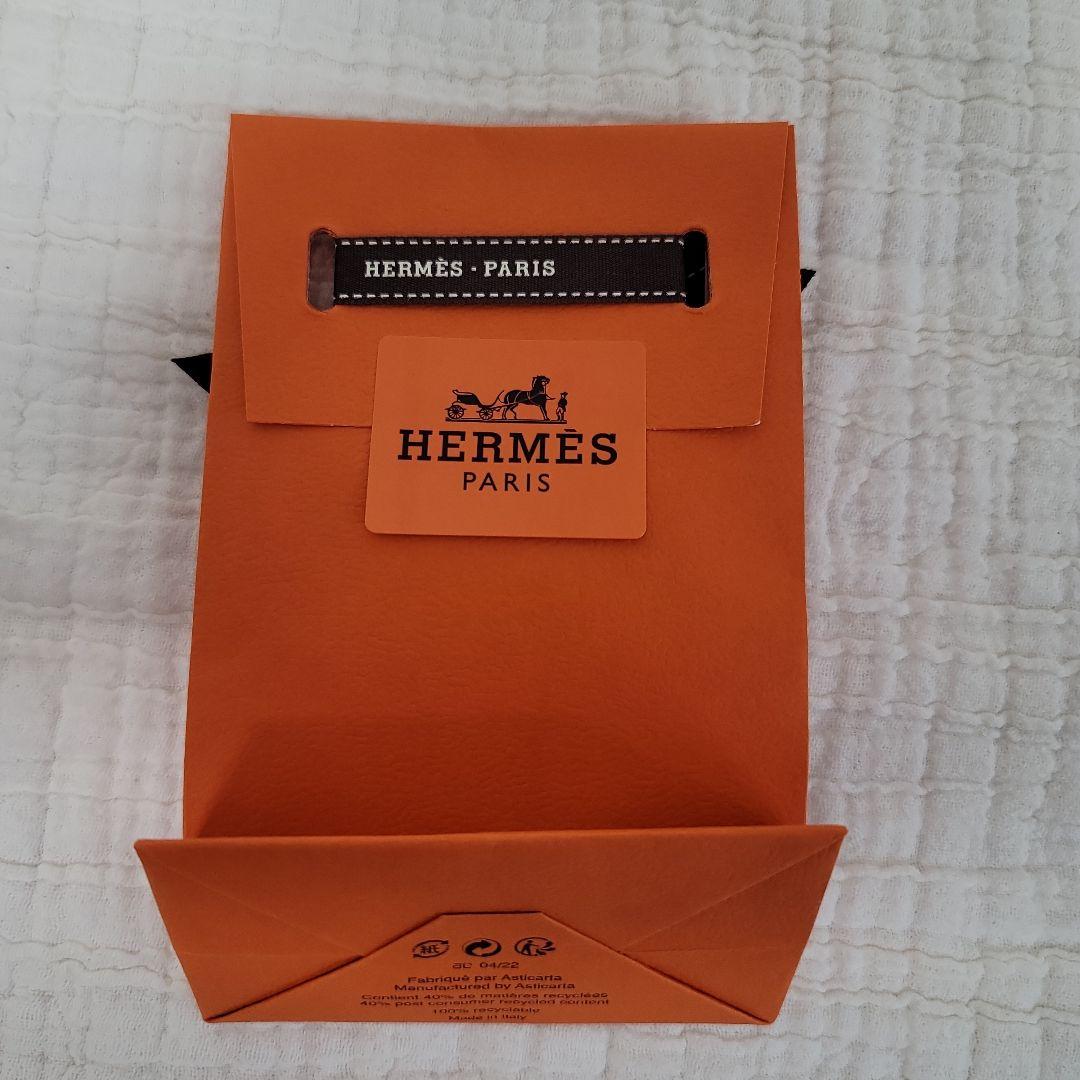 HERMÈS · PARIS
HERMÈS
PARIS
紙
04/22
Fabriqué par Asticarta
Manufactured by Asticarta
Contient 40% de matières recyclées
40% post consumer recycled content
100% recyclable
Made in Italy